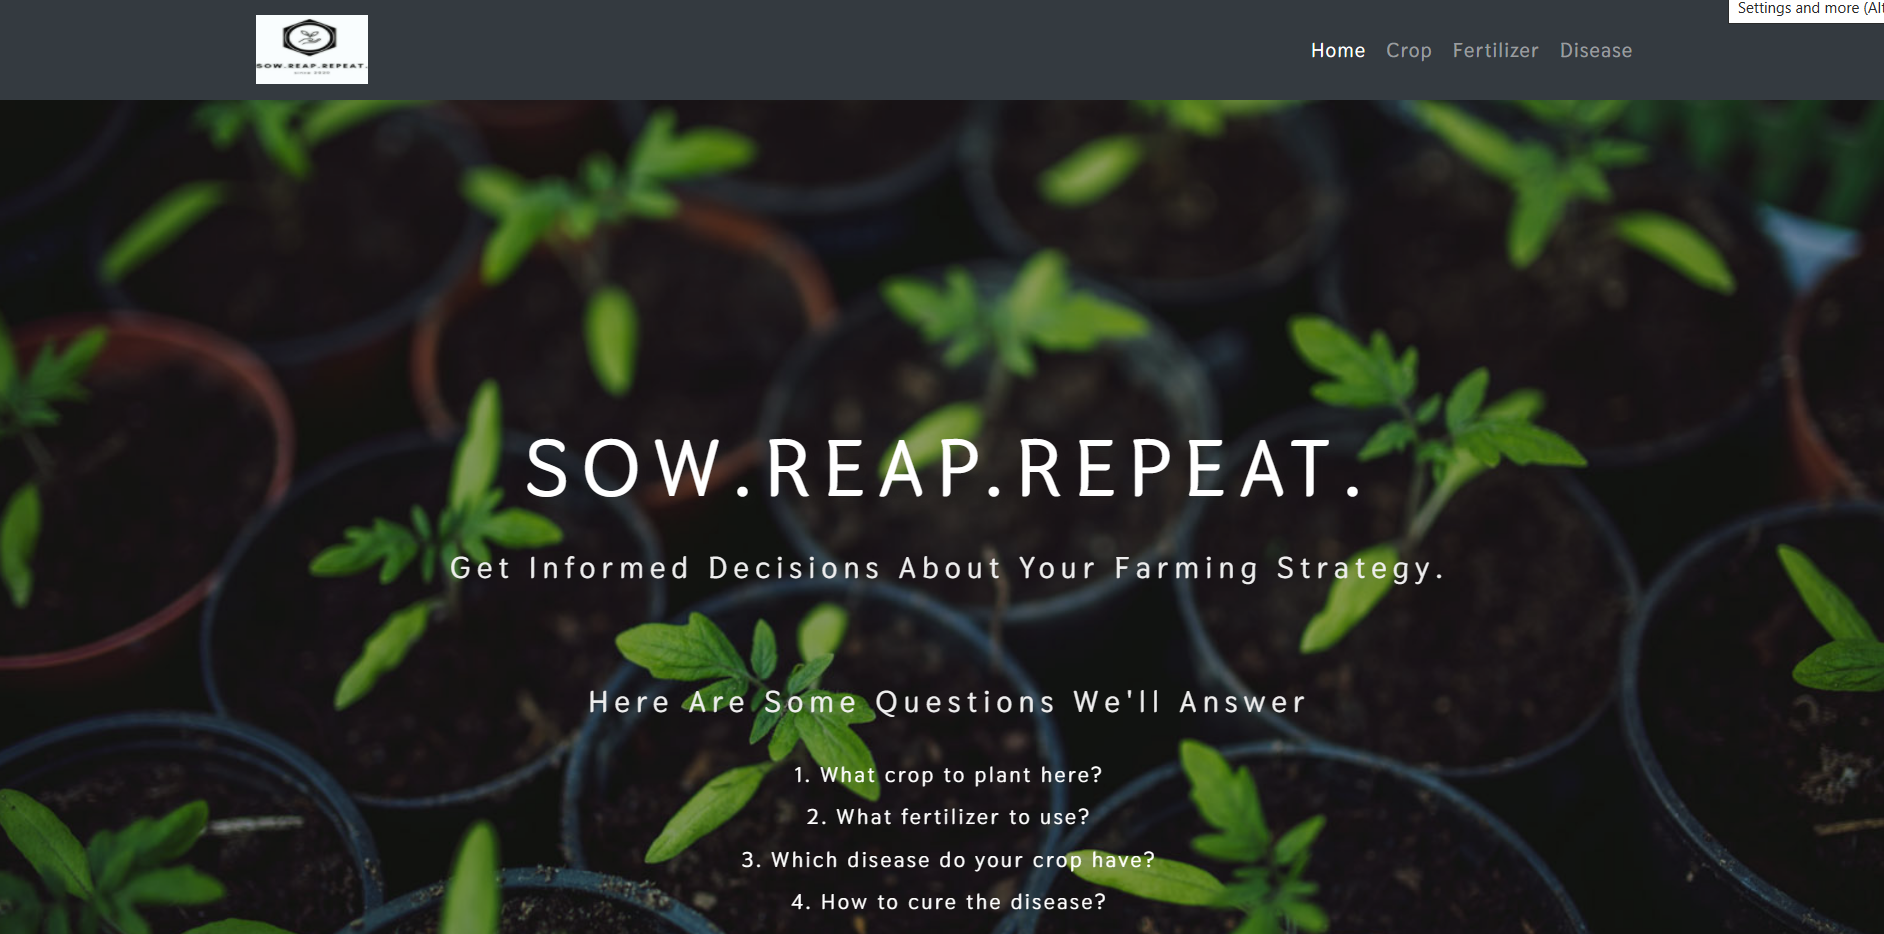 Settings and more (Alt
SOW.REAP.REPEAT.
since 2020
Home Crop Fertilizer Disease
SOW.REAP.REPEAT.
Get Informed Decisions About Your Farming Strategy.
Here Are Some Questions We'll Answer
1. What crop to plant here?
2. What fertilizer to use?
3. Which disease do your crop have?
4. How to cure the disease?